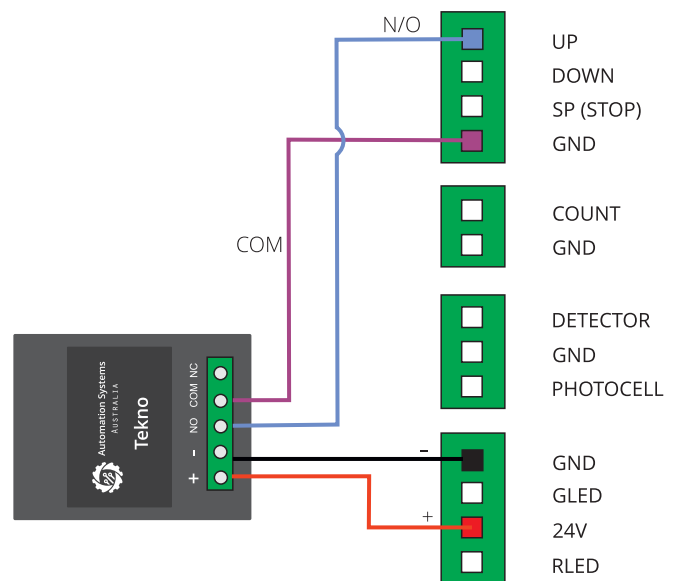 N/O
UP
DOWN
SP (STOP)
GND
COM
COUNT
GND
DETECTOR
GND
PHOTOCELL
Automation Systems
AUSTRALIA
Tekno
NC
COM
NO
-
+
–
GND
GLED
+
24V
RLED